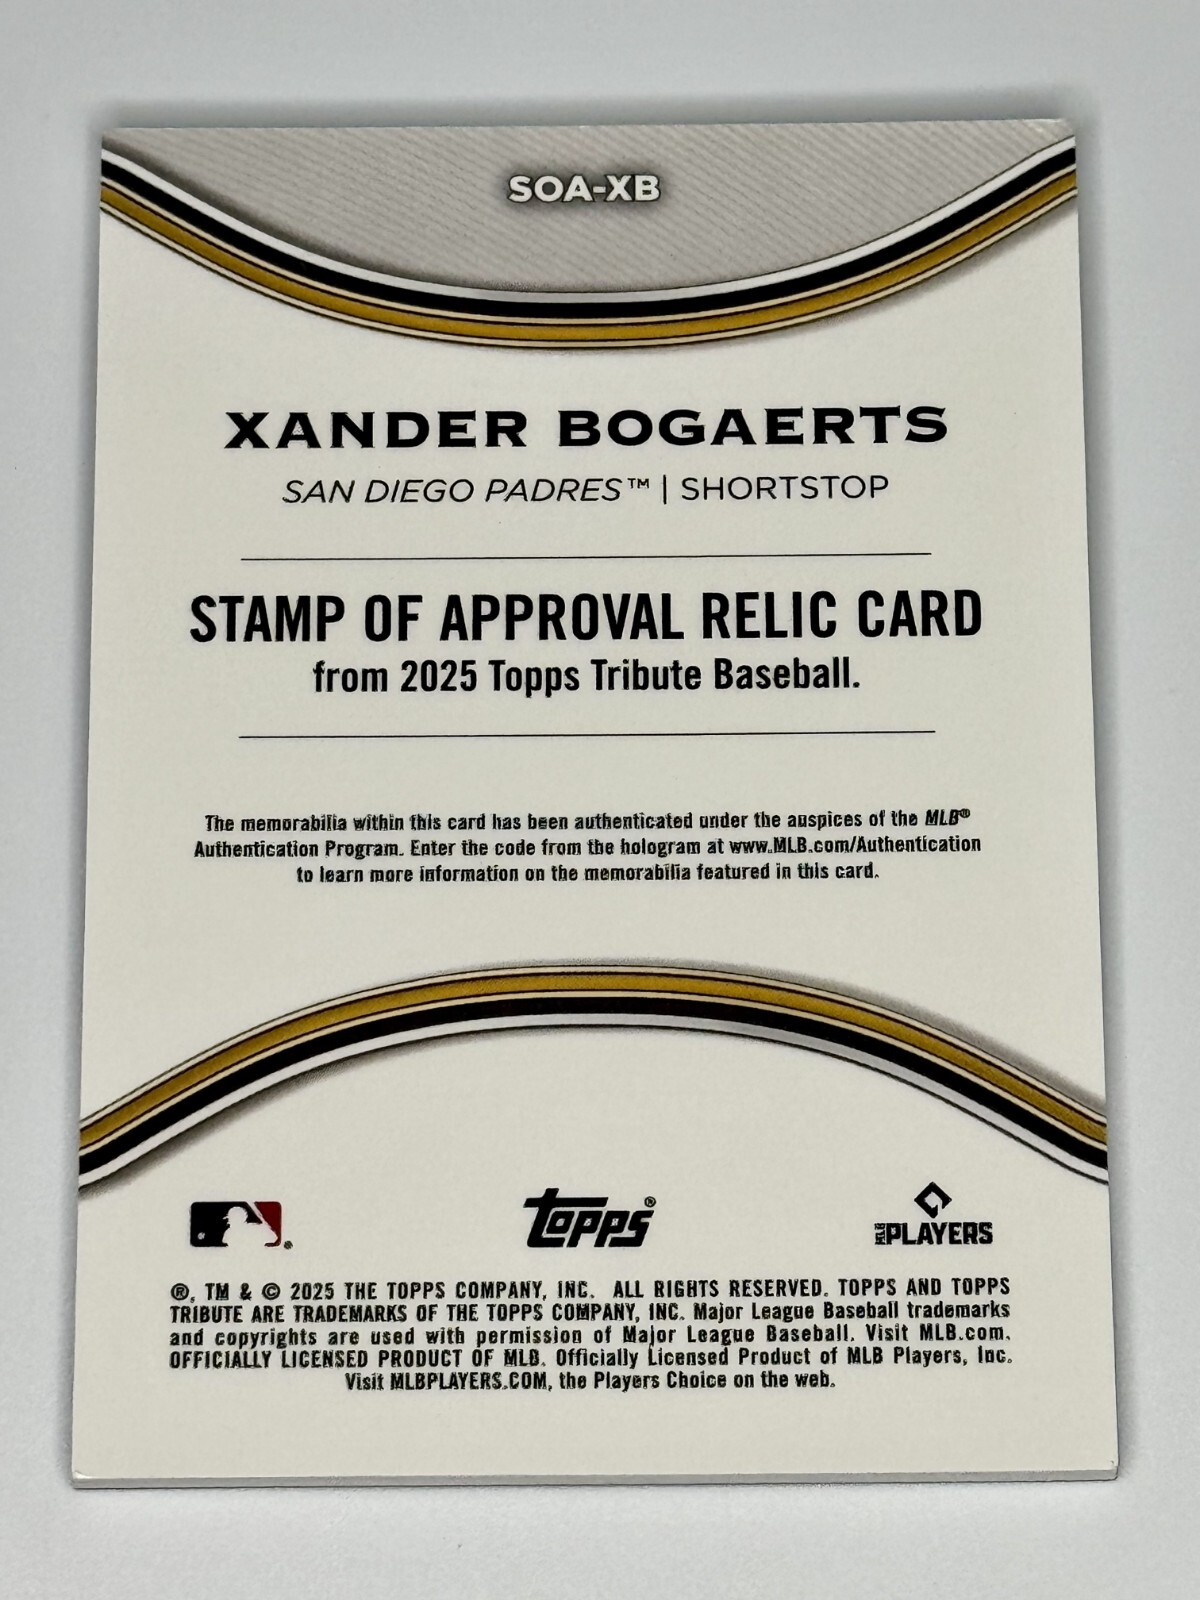 SOA-XB
XANDER BOGAERTS
SAN DIEGO PADRES™ | SHORTSTOP
STAMP OF APPROVAL RELIC CARD
from 2025 Topps Tribute Baseball.
The memorabilia within this card has been authenticated under the auspices of the MLB®
Authentication Program. Enter the code from the hologram at www.MLB.com/Authentication
to learn more information on the memorabilia featured in this card.
topps®
MLB PLAYERS
®, TM & © 2025 THE TOPPS COMPANY, INC. ALL RIGHTS RESERVED. TOPPS AND TOPPS
TRIBUTE ARE TRADEMARKS OF THE TOPPS COMPANY, INC. Major League Baseball trademarks
and copyrights are used with permission of Major League Baseball. Visit MLB.com.
OFFICIALLY LICENSED PRODUCT OF MLB. Officially Licensed Product of MLB Players, Inc.
Visit MLBPLAYERS.COM, the Players Choice on the web.